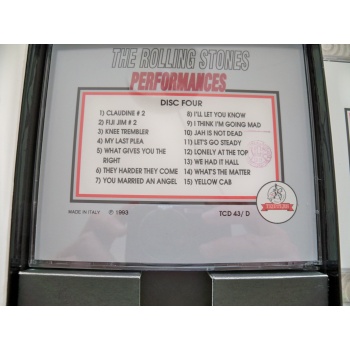 THE ROLLING STONES
PERFORMANCES
DISC FOUR
1) CLAUDINE # 2
2) FIJI JIM # 2
3) KNEE TREMBLER
4) MY LAST PLEA
5) WHAT GIVES YOU THE
RIGHT
6) THEY HARDER THEY COME
7) YOU MARRIED AN ANGEL
8) I'LL LET YOU KNOW
9) I THINK I'M GOING MAD
10) JAH IS NOT DEAD
11) LET'S GO STEADY
12) LONELY AT THE TOP
13) WE HAD IT HALL
14) WHAT'S THE MATTER
15) YELLOW CAB
MADE IN ITALY ℗ 1993
TCD 43/ D